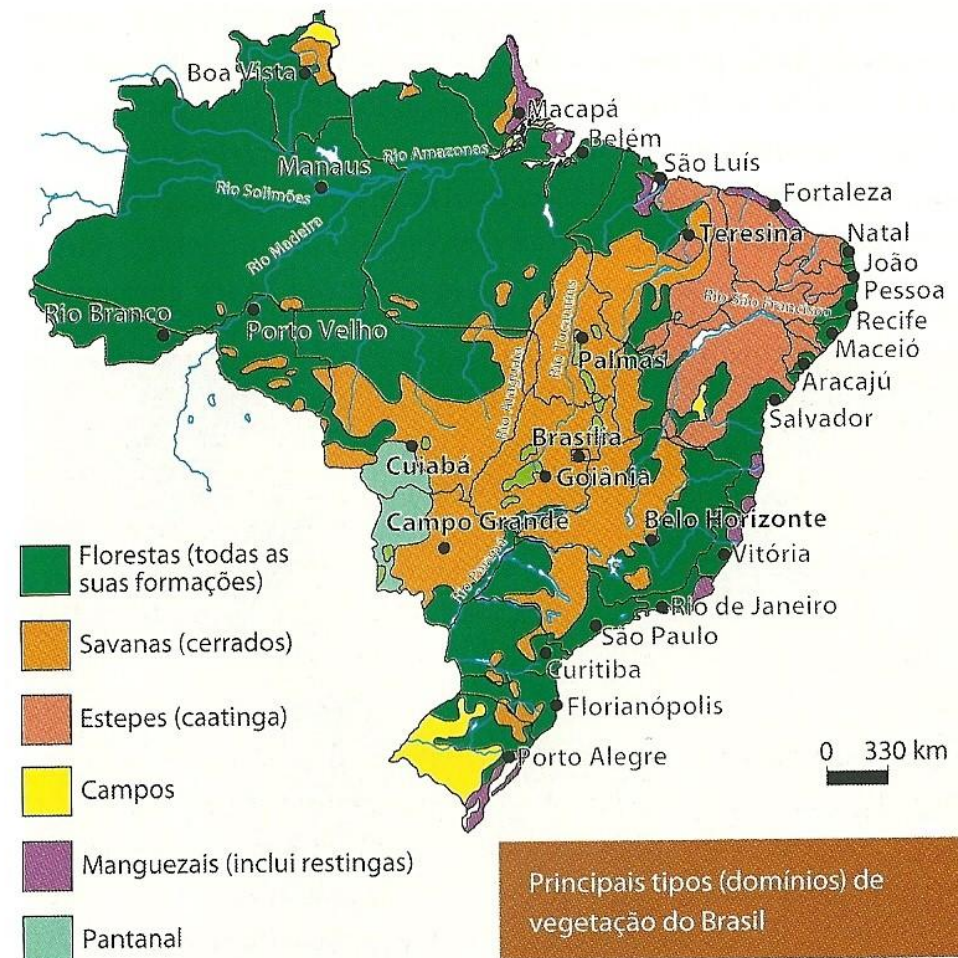 Boa Vista
Macapá
Belém
Manaus
Rio Amazonas
São Luís
Rio Solimões
Fortaleza
Rio Madeira
Teresina
Natal
João
Pessoa
Rio São Francisco
Rio Branco
Porto Velho
Recife
Rio Tocantins
Palmas
Maceió
Aracajú
Rio Araguaia
Salvador
Brasília
Cuiabá
Goiânia
Campo Grande
Belo Horizonte
Vitória
Rio Paraná
Rio de Janeiro
São Paulo
Curitiba
Florianópolis
Porto Alegre
0 330 km
Florestas (todas as
suas formações)
Savanas (cerrados)
Estepes (caatinga)
Campos
Manguezais (inclui restingas)
Pantanal
Principais tipos (domínios) de
vegetação do Brasil